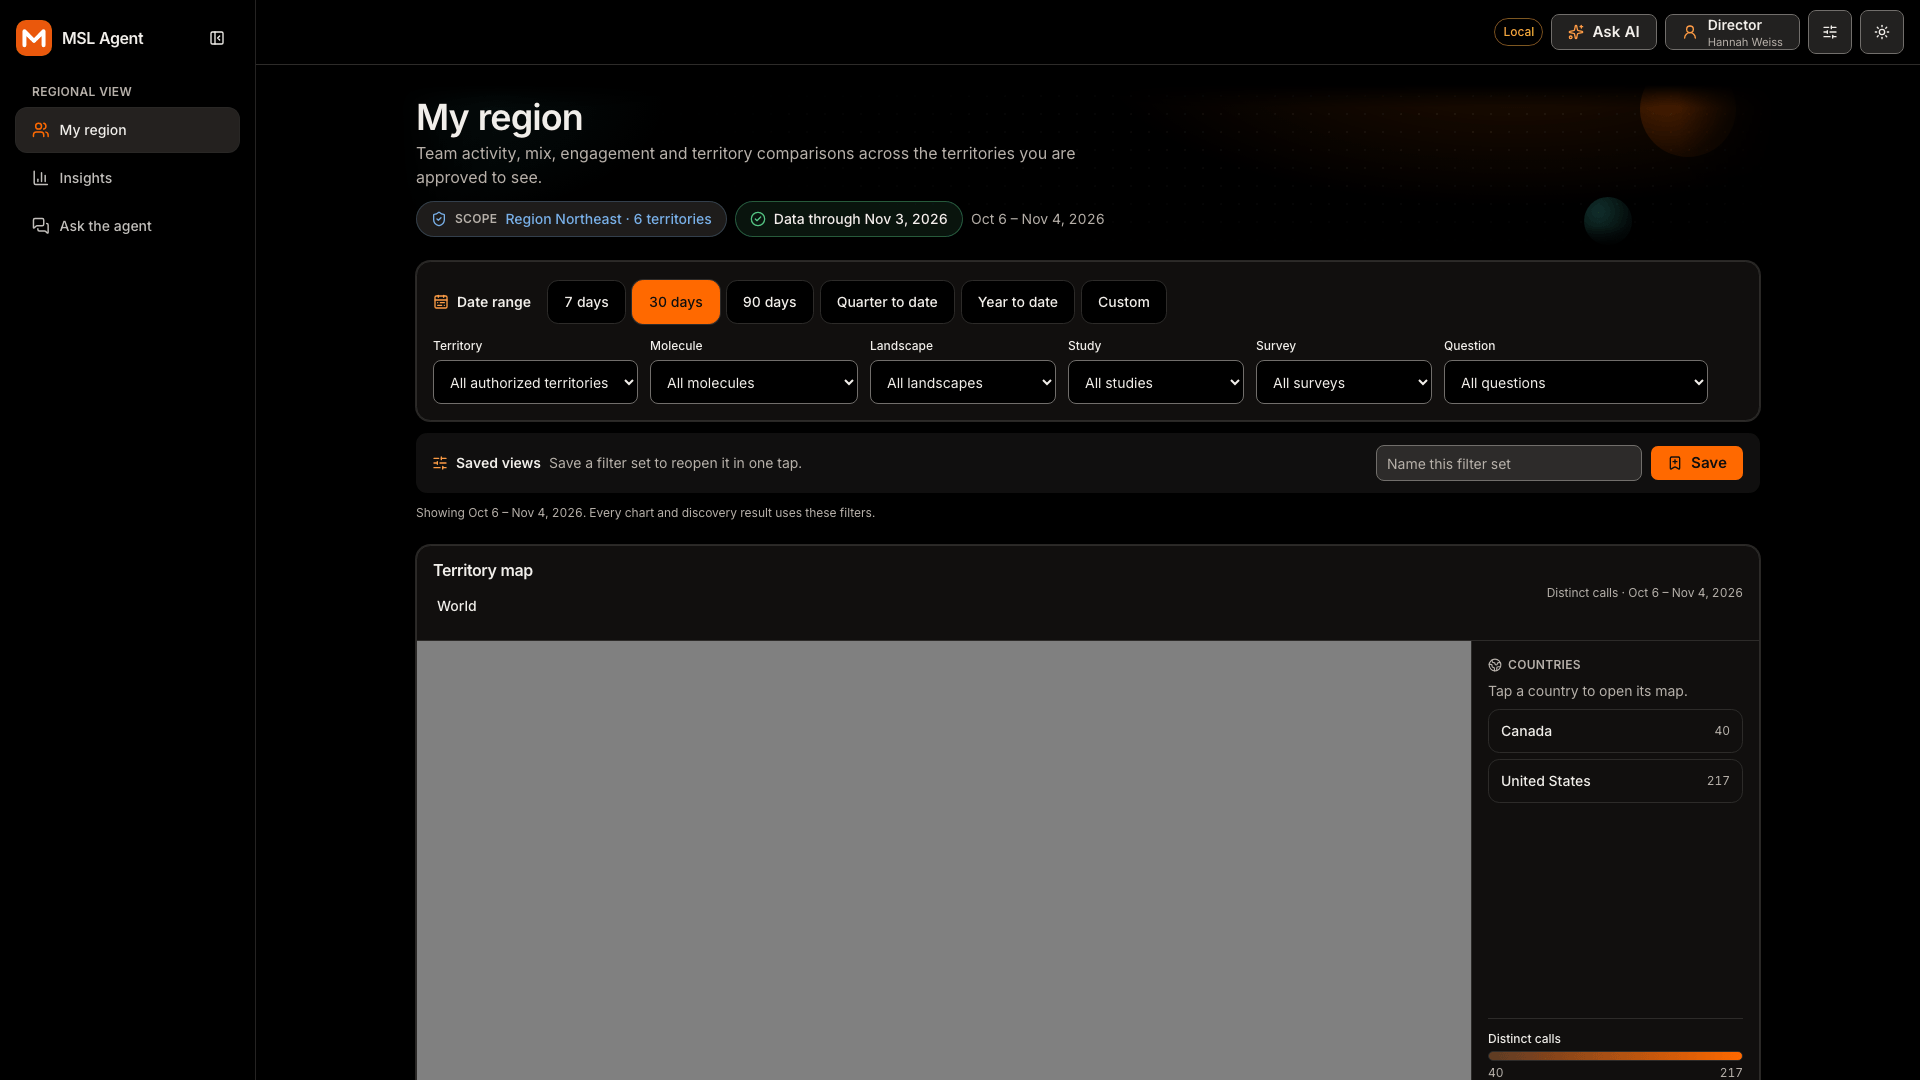 MSL Agent
Local
Ask AI
Director
Hannah Weiss
REGIONAL VIEW
My region
Insights
Ask the agent
My region
Team activity, mix, engagement and territory comparisons across the territories you are
approved to see.
SCOPE Region Northeast · 6 territories
Data through Nov 3, 2026
Oct 6 – Nov 4, 2026
Date range
7 days
30 days
90 days
Quarter to date
Year to date
Custom
Territory
Molecule
Landscape
Study
Survey
Question
All authorized territories
All molecules
All landscapes
All studies
All surveys
All questions
Saved views Save a filter set to reopen it in one tap.
Name this filter set
Save
Showing Oct 6 – Nov 4, 2026. Every chart and discovery result uses these filters.
Territory map
World
Distinct calls · Oct 6 – Nov 4, 2026
COUNTRIES
Tap a country to open its map.
Canada 40
United States 217
Distinct calls
40 217